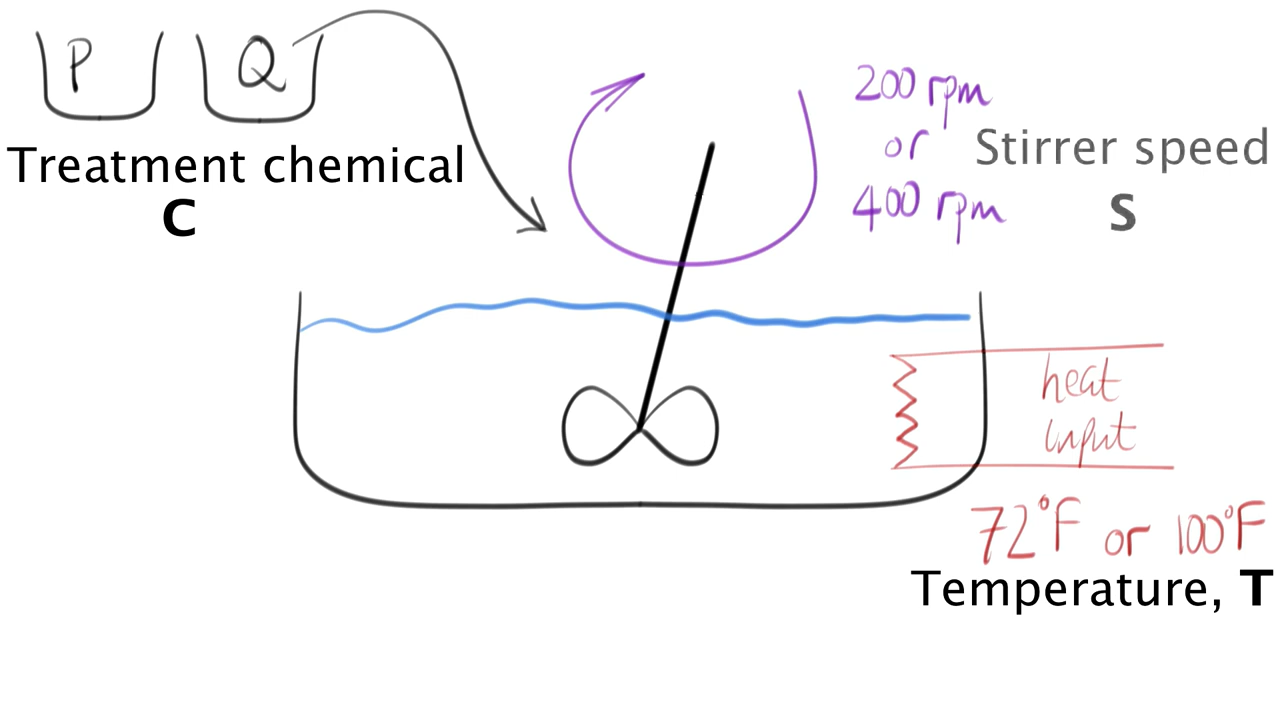 P
Q
Treatment chemical
C
200 rpm
or
400 rpm
Stirrer speed
S
heat
input
72°F or 100°F
Temperature, T